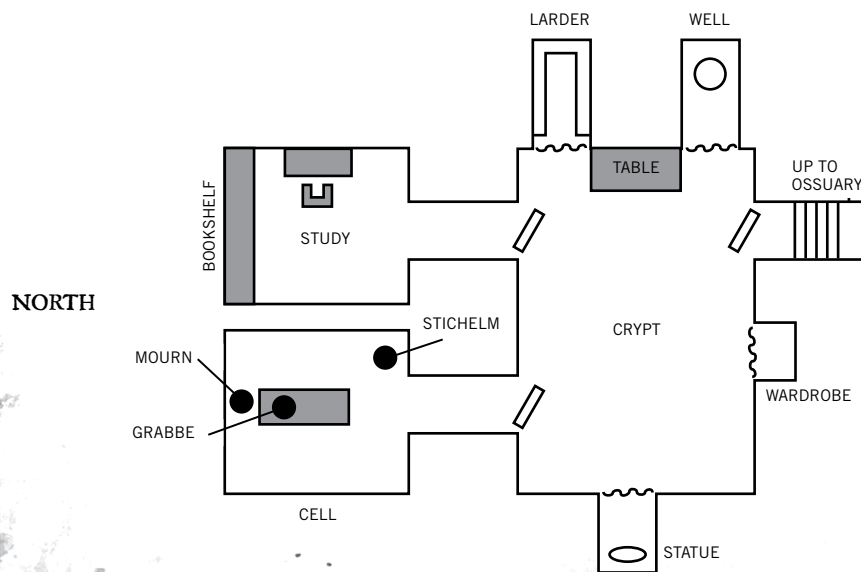 LARDER
WELL
TABLE
UP TO
OSSUARY
BOOKSHELF
STUDY
NORTH
STICHELM
CRYPT
MOURN
WARDROBE
GRABBE
CELL
STATUE